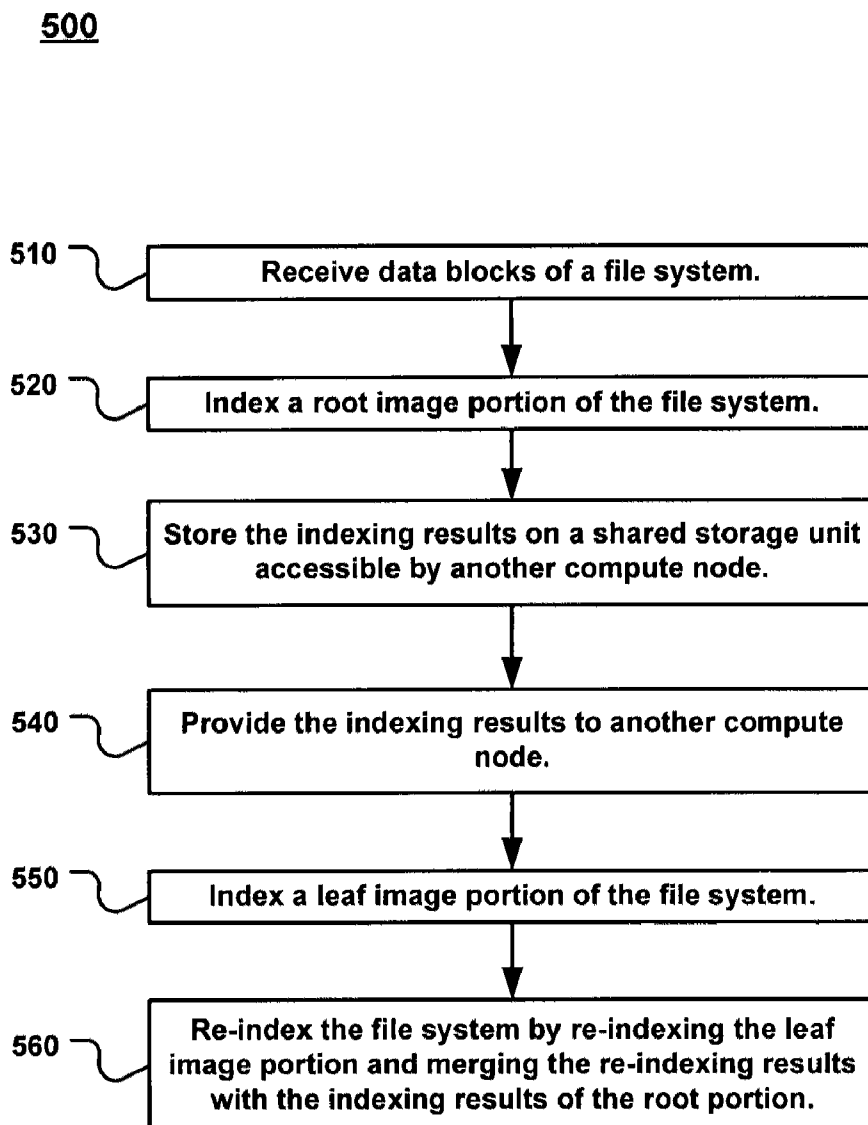 500
510
Receive data blocks of a file system.
520
Index a root image portion of the file system.
530
Store the indexing results on a shared storage unit
accessible by another compute node.
540
Provide the indexing results to another compute
node.
550
Index a leaf image portion of the file system.
560
Re-index the file system by re-indexing the leaf
image portion and merging the re-indexing results
with the indexing results of the root portion.